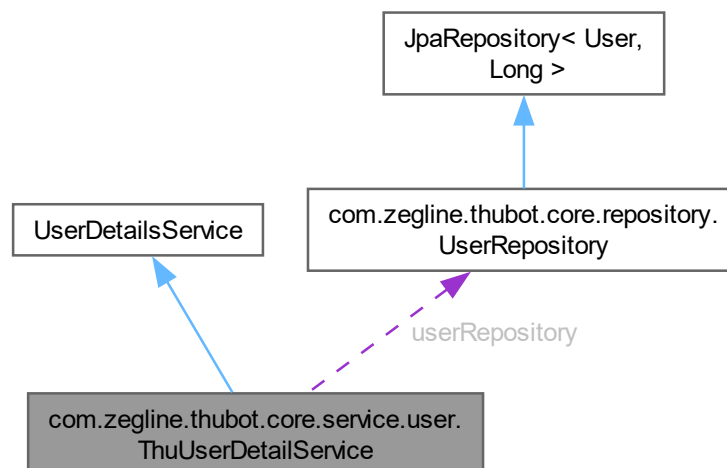 JpaRepository< User,
Long >
com.zegline.thubot.core.repository.
UserRepository
UserDetailsService
userRepository
com.zegline.thubot.core.service.user.
ThuUserDetailService